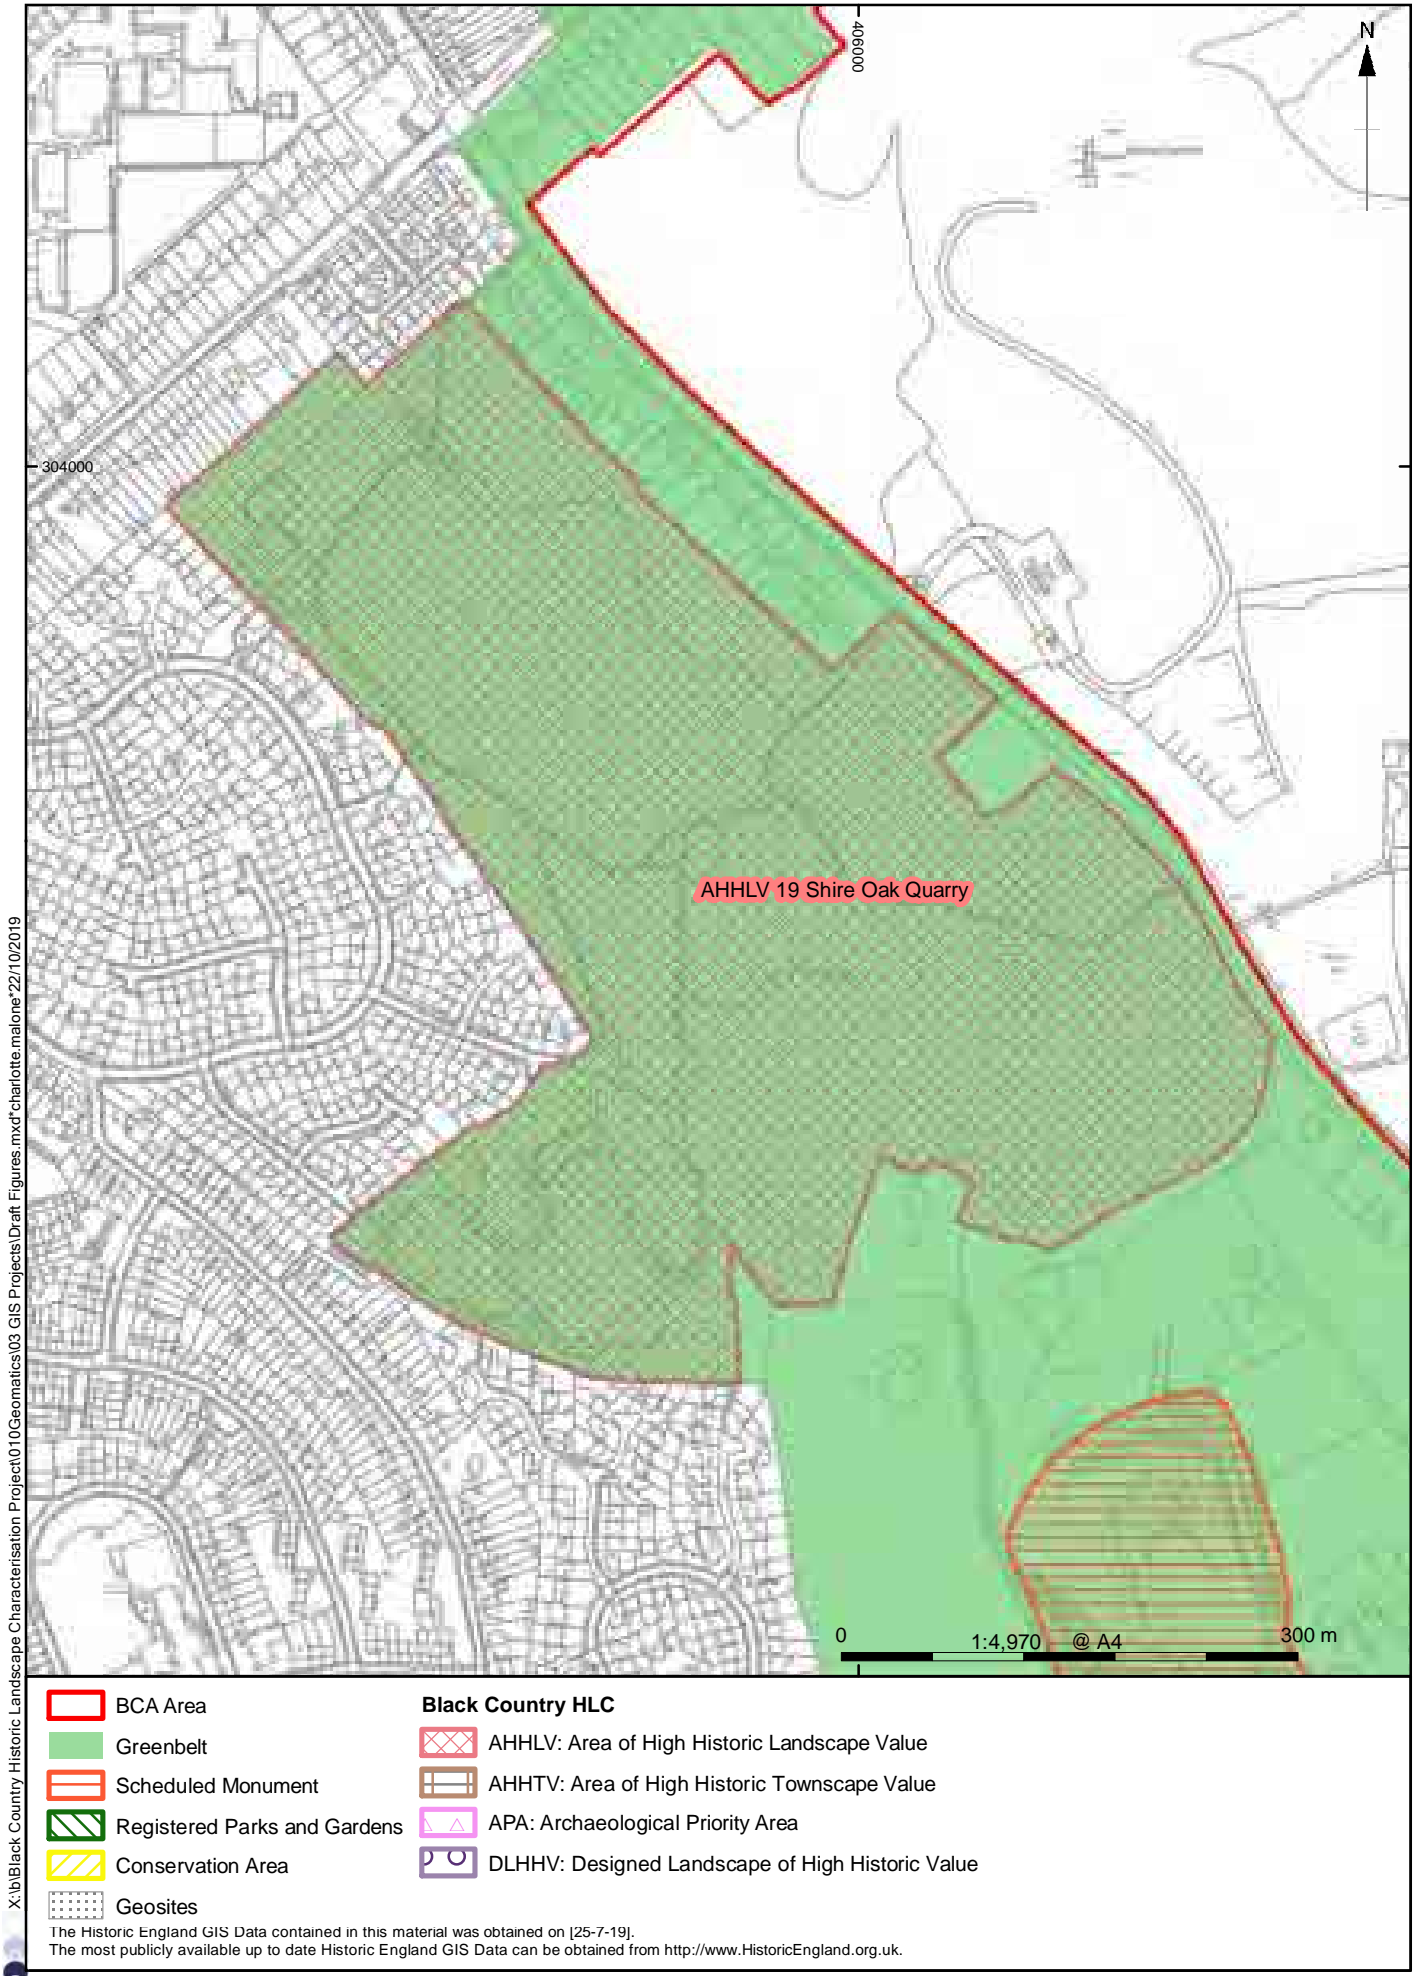 N
406000
304000
AHHLV 19 Shire Oak Quarry
0 1:4,970 @ A4 300 m
X:\b\Black Country Historic Landscape Characterisation Project\010Geomatics\03 GIS Projects\Draft Figures.mxd*charlotte.malone*22/10/2019
BCA Area
Greenbelt
Scheduled Monument
Registered Parks and Gardens
Conservation Area
Geosites
Black Country HLC
AHHLV: Area of High Historic Landscape Value
AHHTV: Area of High Historic Townscape Value
APA: Archaeological Priority Area
DLHHV: Designed Landscape of High Historic Value
The Historic England GIS Data contained in this material was obtained on [25-7-19].
The most publicly available up to date Historic England GIS Data can be obtained from http://www.HistoricEngland.org.uk.